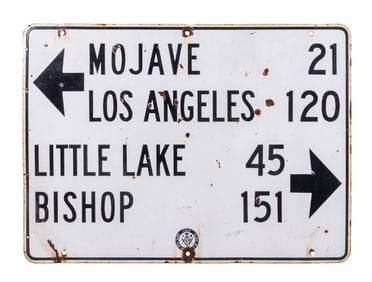 MOJAVE 21
LOS ANGELES 120
LITTLE LAKE 45
BISHOP 151